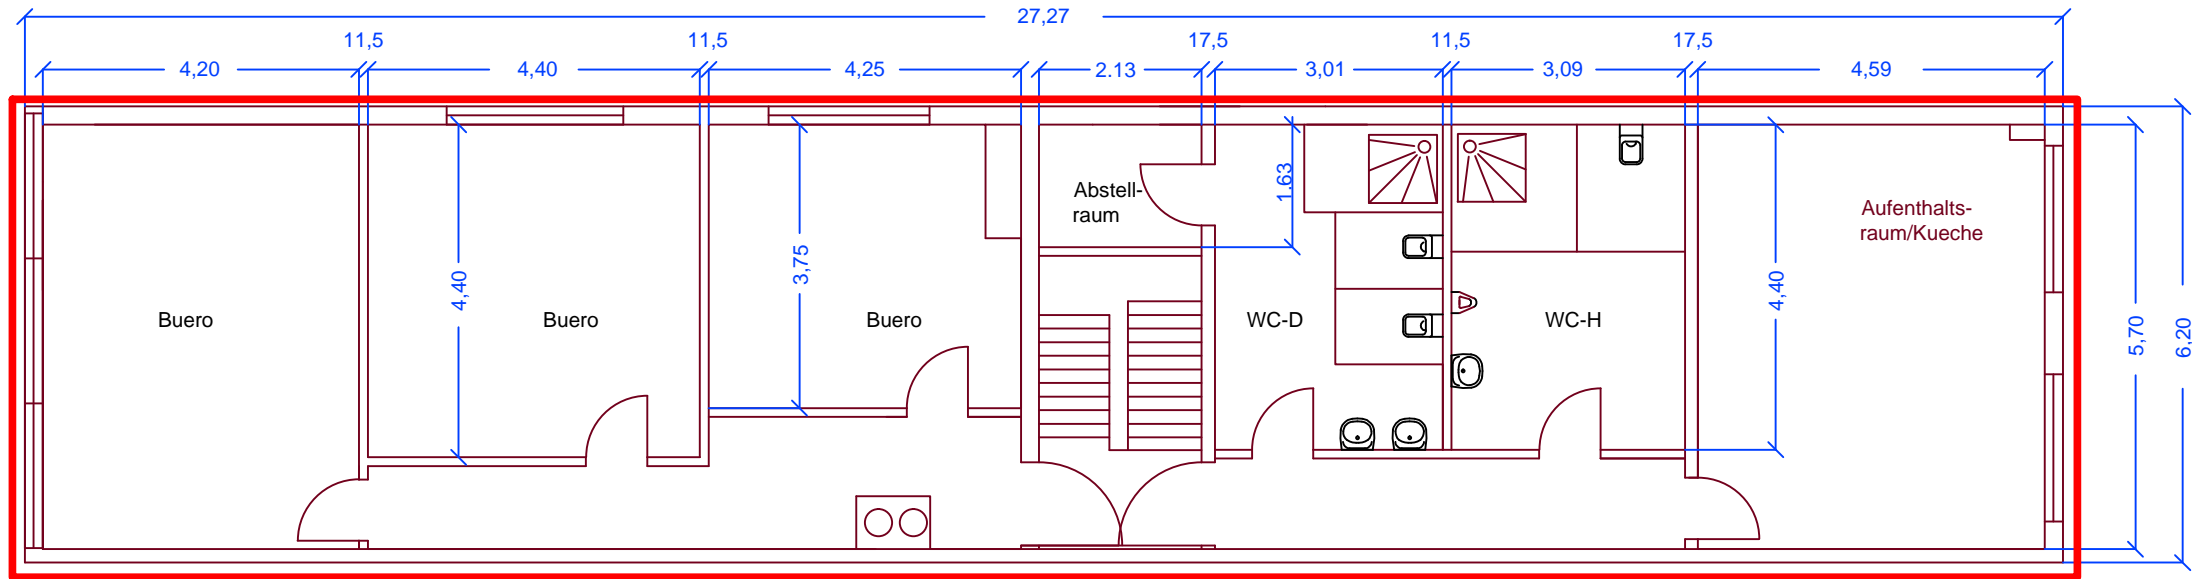 27,27
11,5
11,5
17,5
11,5
17,5
4,20
4,40
4,25
2.13
3,01
3,09
4,59
Abstell-
raum
1.63
Aufenthalts-
raum/Kueche
4,40
3,75
4,40
Buero
Buero
Buero
WC-D
WC-H
5,70
6,20